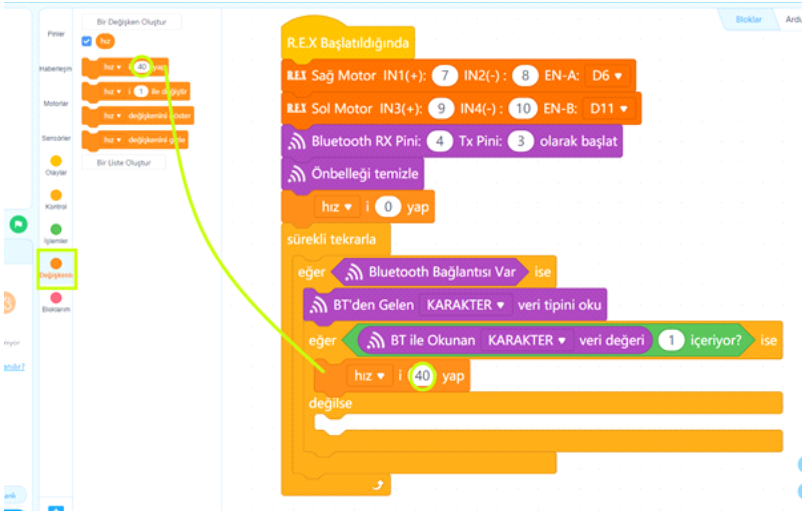 Bloklar
Ardu
Bir Değişken Oluştur
hız
hız i 40 yap
hız i 1 ile değiştir
hız değişkenini göster
hız değişkenini gizle
Bir Liste Oluştur
Pinler
Haberleşm
Motorlar
Sensörler
Olaylar
Kontrol
İşlemler
Değişkenle
Bloklarım
R.E.X Başlatıldığında
R.E.X Sağ Motor IN1(+): 7 IN2(-) : 8 EN-A: D6
R.E.X Sol Motor IN3(+): 9 IN4(-) : 10 EN-B: D11
Bluetooth RX Pini: 4 Tx Pini: 3 olarak başlat
Önbelleği temizle
hız i 0 yap
sürekli tekrarla
eğer Bluetooth Bağlantısı Var ise
BT'den Gelen KARAKTER veri tipini oku
eğer BT ile Okunan KARAKTER veri değeri 1 içeriyor? ise
hız i 40 yap
değilse